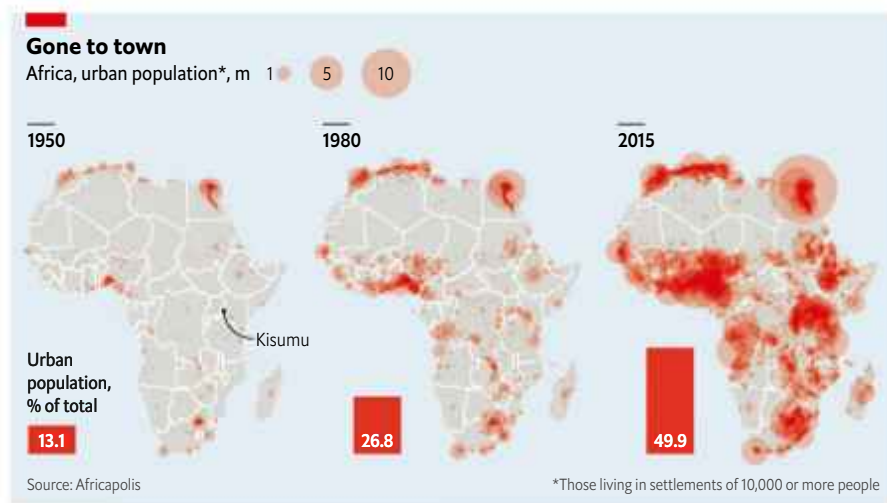 Gone to town
Africa, urban population*, m 1 5 10
1950
1980
2015
Kisumu
Urban
population,
% of total
13.1
26.8
49.9
Source: Africapolis
*Those living in settlements of 10,000 or more people